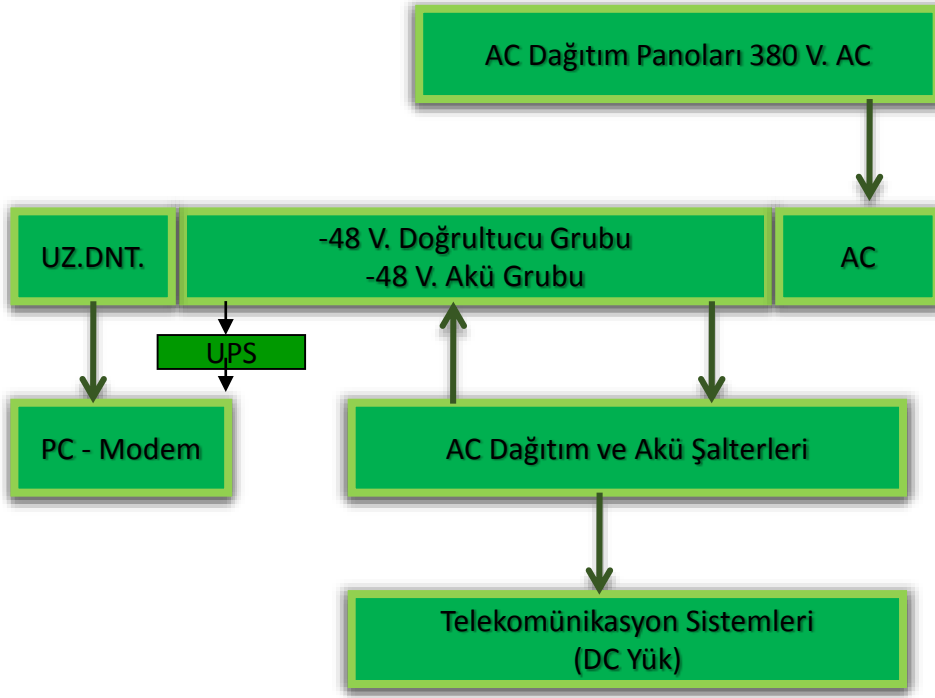 AC Dağıtım Panoları 380 V. AC
UZ.DNT.
-48 V. Doğrultucu Grubu
-48 V. Akü Grubu
AC
UPS
PC - Modem
AC Dağıtım ve Akü Şalterleri
Telekomünikasyon Sistemleri
(DC Yük)